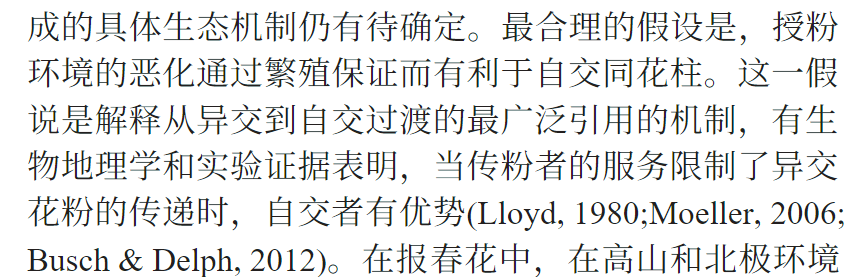 成的具体生态机制仍有待确定。最合理的假设是，授粉
环境的恶化通过繁殖保证而有利于自交同花柱。这一假
说是解释从异交到自交过渡的最广泛引用的机制，有生
物地理学和实验证据表明，当传粉者的服务限制了异交
花粉的传递时，自交者有优势(Lloyd, 1980;Moeller, 2006;
Busch & Delph, 2012)。在报春花中，在高山和北极环境